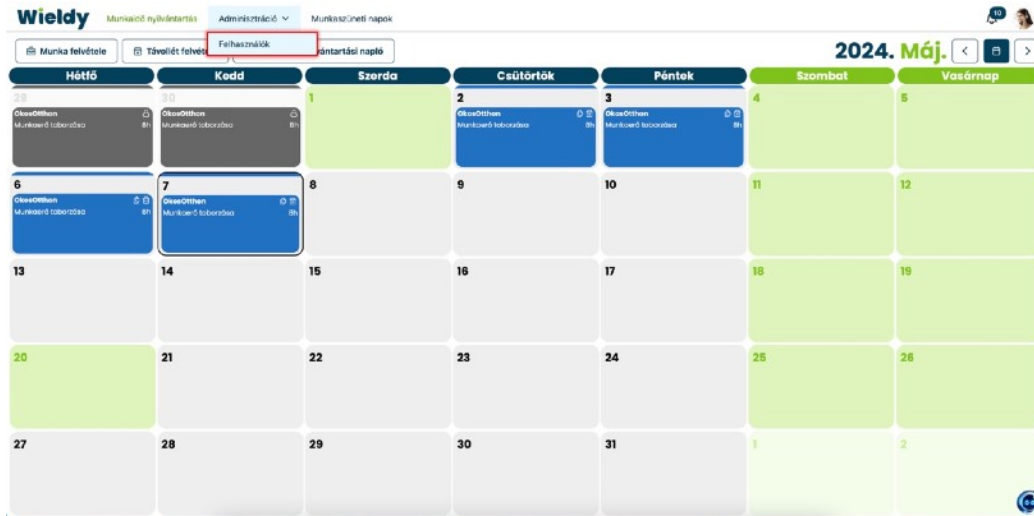 Wieldy Munkaidő nyilvántartás Adminisztráció Munkaszüneti napok 10
Felhasználók
Munka felvétele Távollét felvéte vántartási napló 2024. Máj.
Hétfő Kedd Szerda Csütörtök Péntek Szombat Vasárnap
29 30 1 2 3 4 5
OkosOtthon OkosOtthon OkosOtthon OkosOtthon
Munkaerő toborzása 8h Munkaerő toborzása 8h Munkaerő toborzása 8h Munkaerő toborzása 8h
6 7 8 9 10 11 12
OkosOtthon OkosOtthon
Munkaerő toborzása 8h Munkaerő toborzása 8h
13 14 15 16 17 18 19
20 21 22 23 24 25 26
27 28 29 30 31 1 2